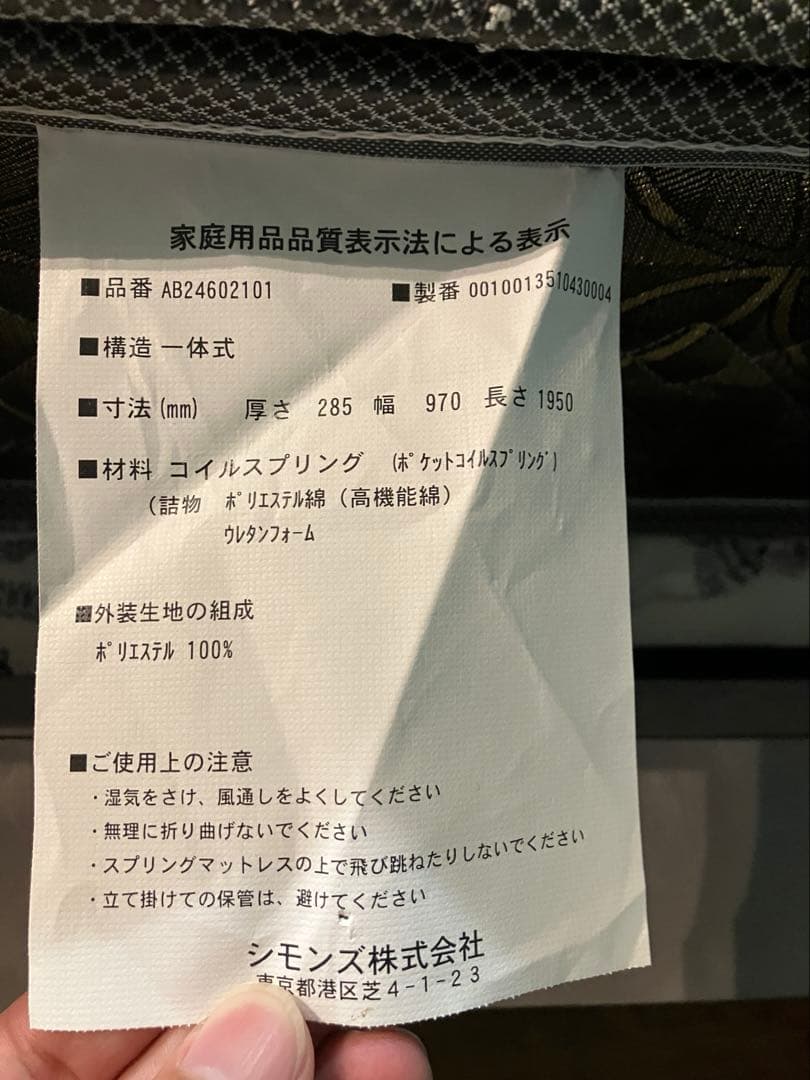 家庭用品品質表示法による表示
■品番 AB24602101 ■製番 0010013510430004
■構造 一体式
■寸法(mm) 厚さ 285 幅 970 長さ 1950
■材料 コイルスプリング (ﾎﾟｹｯﾄｺｲﾙｽﾌﾟﾘﾝｸﾞ)
(詰物 ﾎﾟﾘｴｽﾃﾙ綿(高機能綿)
ｳﾚﾀﾝﾌｫｰﾑ
■外装生地の組成
ﾎﾟﾘｴｽﾃﾙ 100%
■ご使用上の注意
・湿気をさけ、風通しをよくしてください
・無理に折り曲げないでください
・スプリングマットレスの上で飛び跳ねたりしないでください
・立て掛けての保管は、避けてください
シモンズ株式会社
東京都港区芝4-1-23